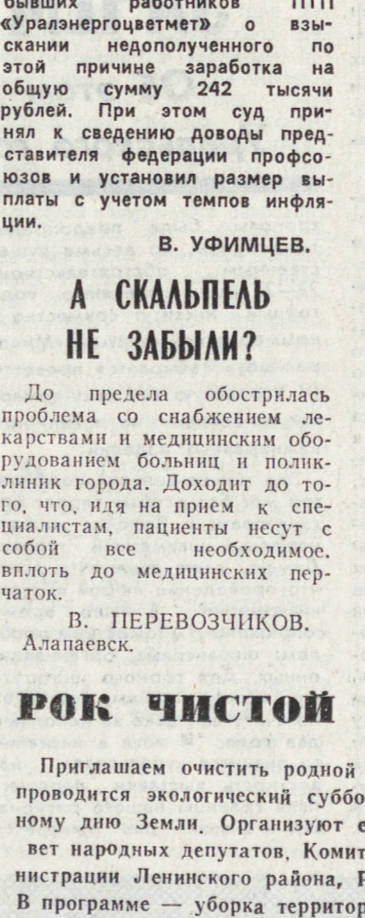 бывших работников
«Уралэнергоцветмет» о взы-
скании недополученного по
этой причине заработка на
общую сумму 242 тысячи
рублей. При этом суд при-
нял к сведению доводы пред-
ставителя федерации профсо-
юзов и установил размер вы-
платы с учетом темпов инфля-
ции.
В. УФИМЦЕВ.
А СКАЛЬПЕЛЬ
НЕ ЗАБЫЛИ?
До предела обострилась
проблема со снабжением ле-
карствами и медицинским обо-
рудованием больниц и поли-
клиник города. Доходит до то-
го, что, идя на прием к спе-
циалистам, пациенты несут с
собой все необходимое.
вплоть до медицинских пер-
чаток.
В. ПЕРЕВОЗЧИКОВ.
Алапаевск.
РОК ЧИСТОЙ
Приглашаем очистить родной
проводится экологический суббо
ному дню Земли. Организуют
вет народных депутатов, Комит
нистрации Ленинского района,
В программе — уборка территор